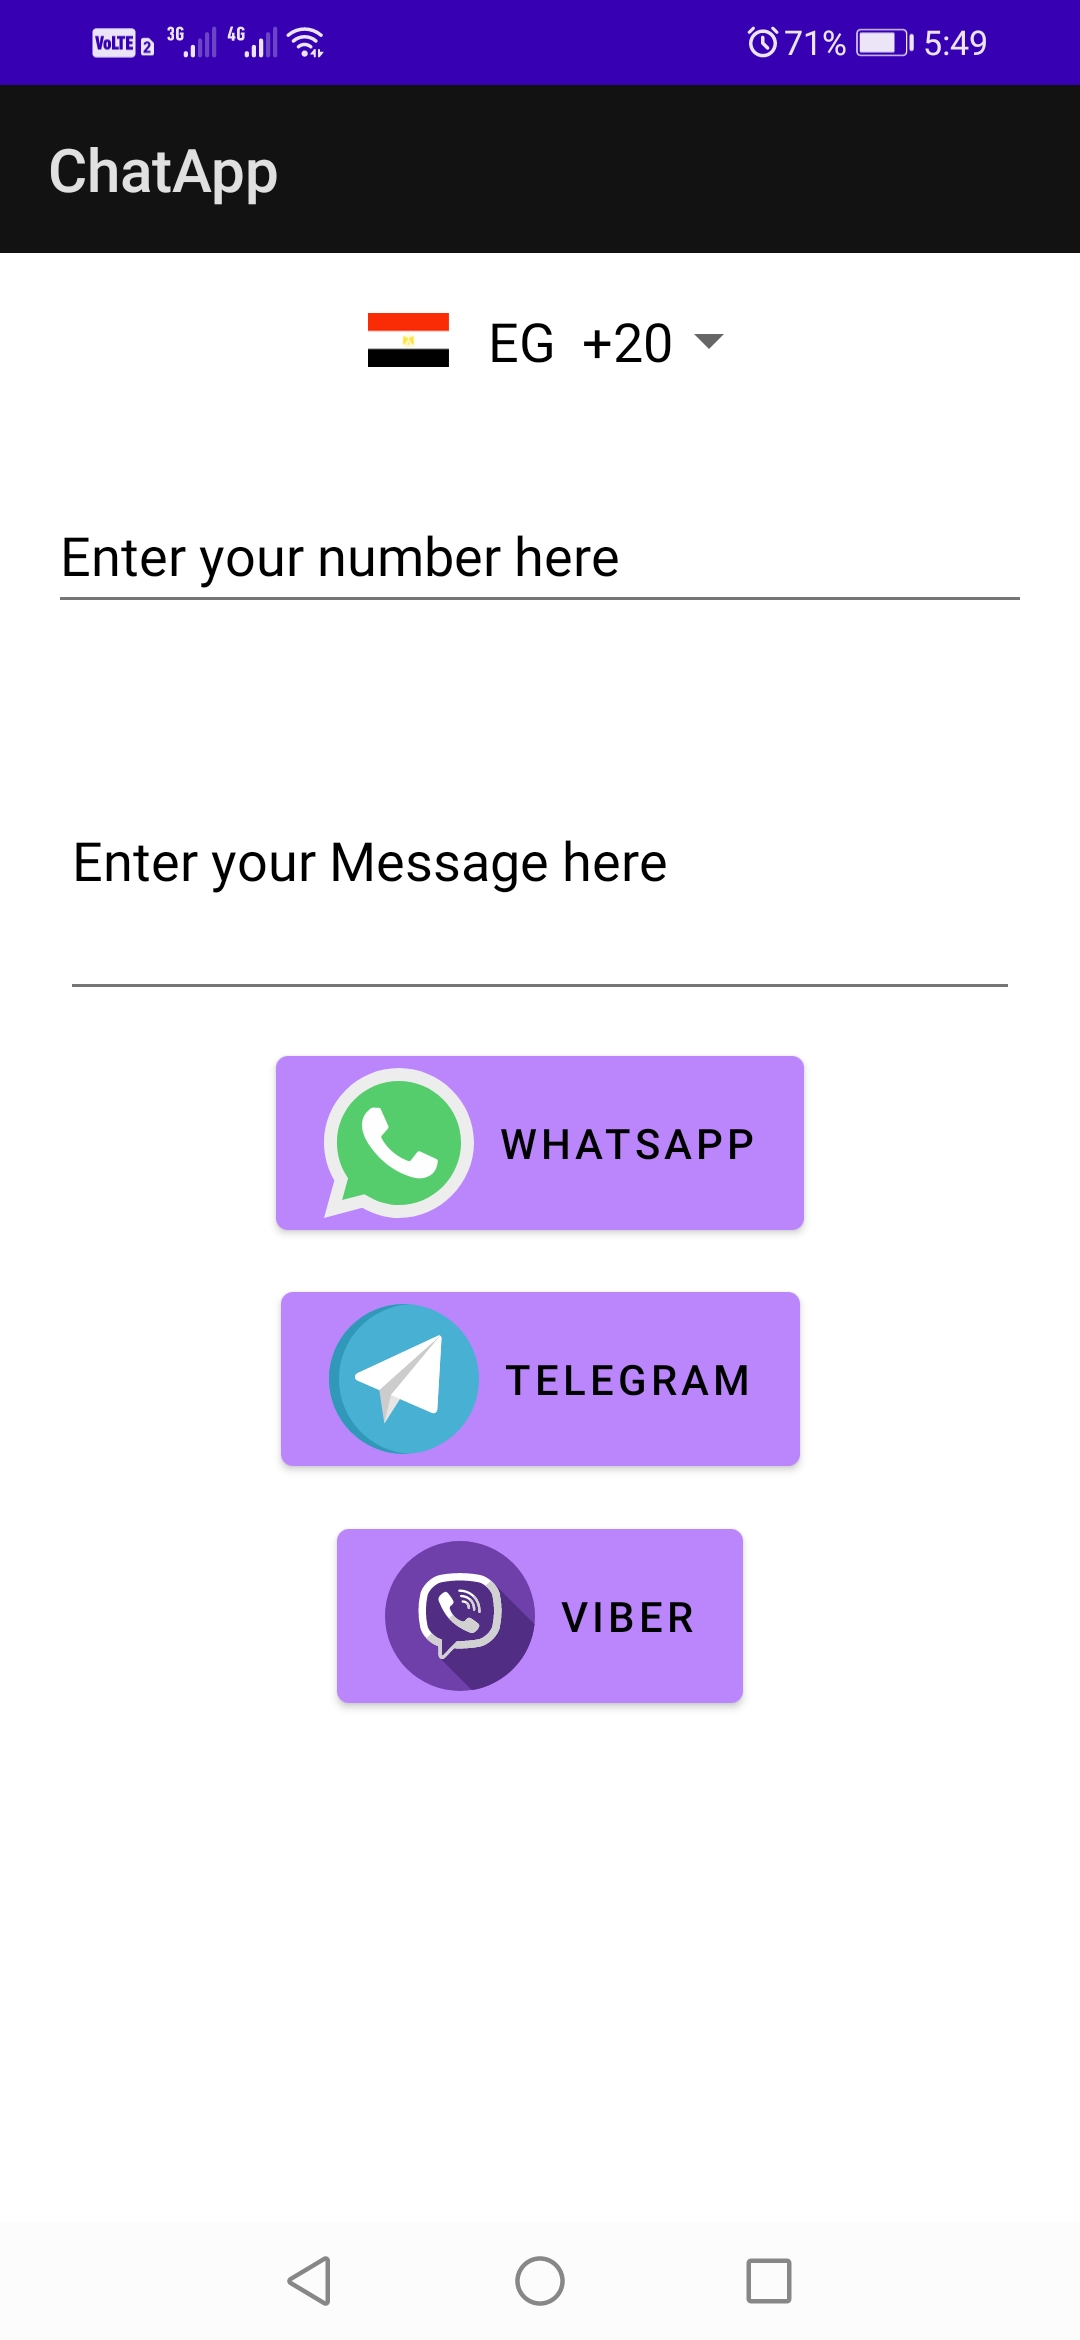 VoLTE 2 3G 4G 71% 5:49
ChatApp
EG +20
Enter your number here
Enter your Message here
WHATSAPP
TELEGRAM
VIBER